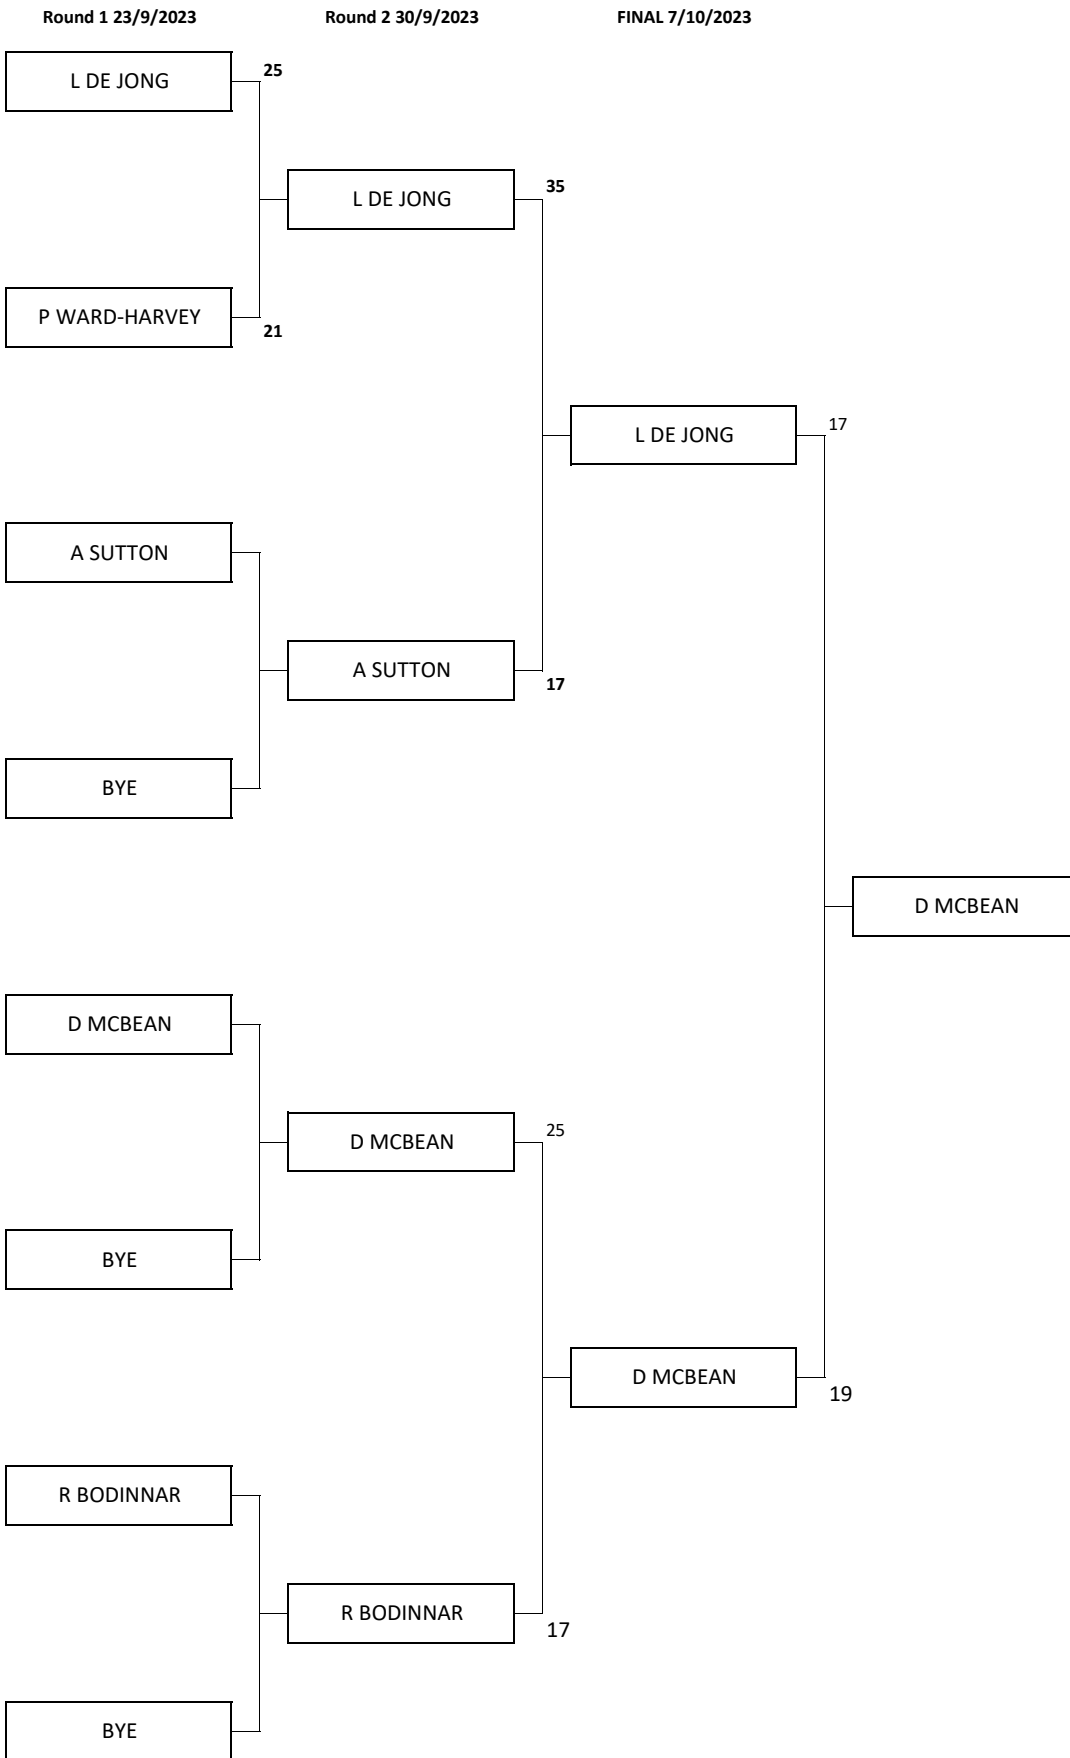 Round 1 23/9/2023
Round 2 30/9/2023
FINAL 7/10/2023
L DE JONG
25
L DE JONG
35
P WARD-HARVEY
21
L DE JONG
17
A SUTTON
A SUTTON
17
BYE
D MCBEAN
D MCBEAN
D MCBEAN
25
BYE
D MCBEAN
19
R BODINNAR
R BODINNAR
17
BYE